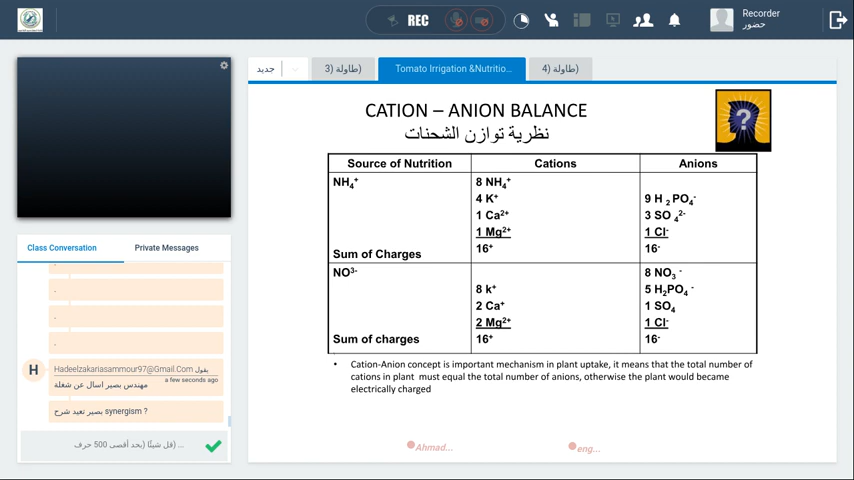 REC
Recorder
حضور
جديد
طاولة (3)
Tomato Irrigation &Nutritio...
طاولة (4)
CATION – ANION BALANCE
نظرية توازن الشحنات
Source of Nutrition Cations Anions
NH4+ 8 NH4+
4 K+ 9 H 2 PO4-
1 Ca2+ 3 SO 42-
1 Mg2+ 1 Cl-
Sum of Charges 16+ 16-
NO3- 8 NO3 -
8 k+ 5 H2PO4 -
2 Ca+ 1 SO4
2 Mg2+ 1 Cl-
Sum of charges 16+ 16-
• Cation-Anion concept is important mechanism in plant uptake, it means that the total number of
cations in plant must equal the total number of anions, otherwise the plant would became
electrically charged
Ahmad...
eng...
Class Conversation
Private Messages
.
.
.
.
H
Hadeelzakariasammour97@Gmail.Com يقول
a few seconds ago
مهندس بصير اسال عن شغلة
بصير تعيد شرح synergism ?
قل شيئًا (بحد أقصى 500 حرف) ...